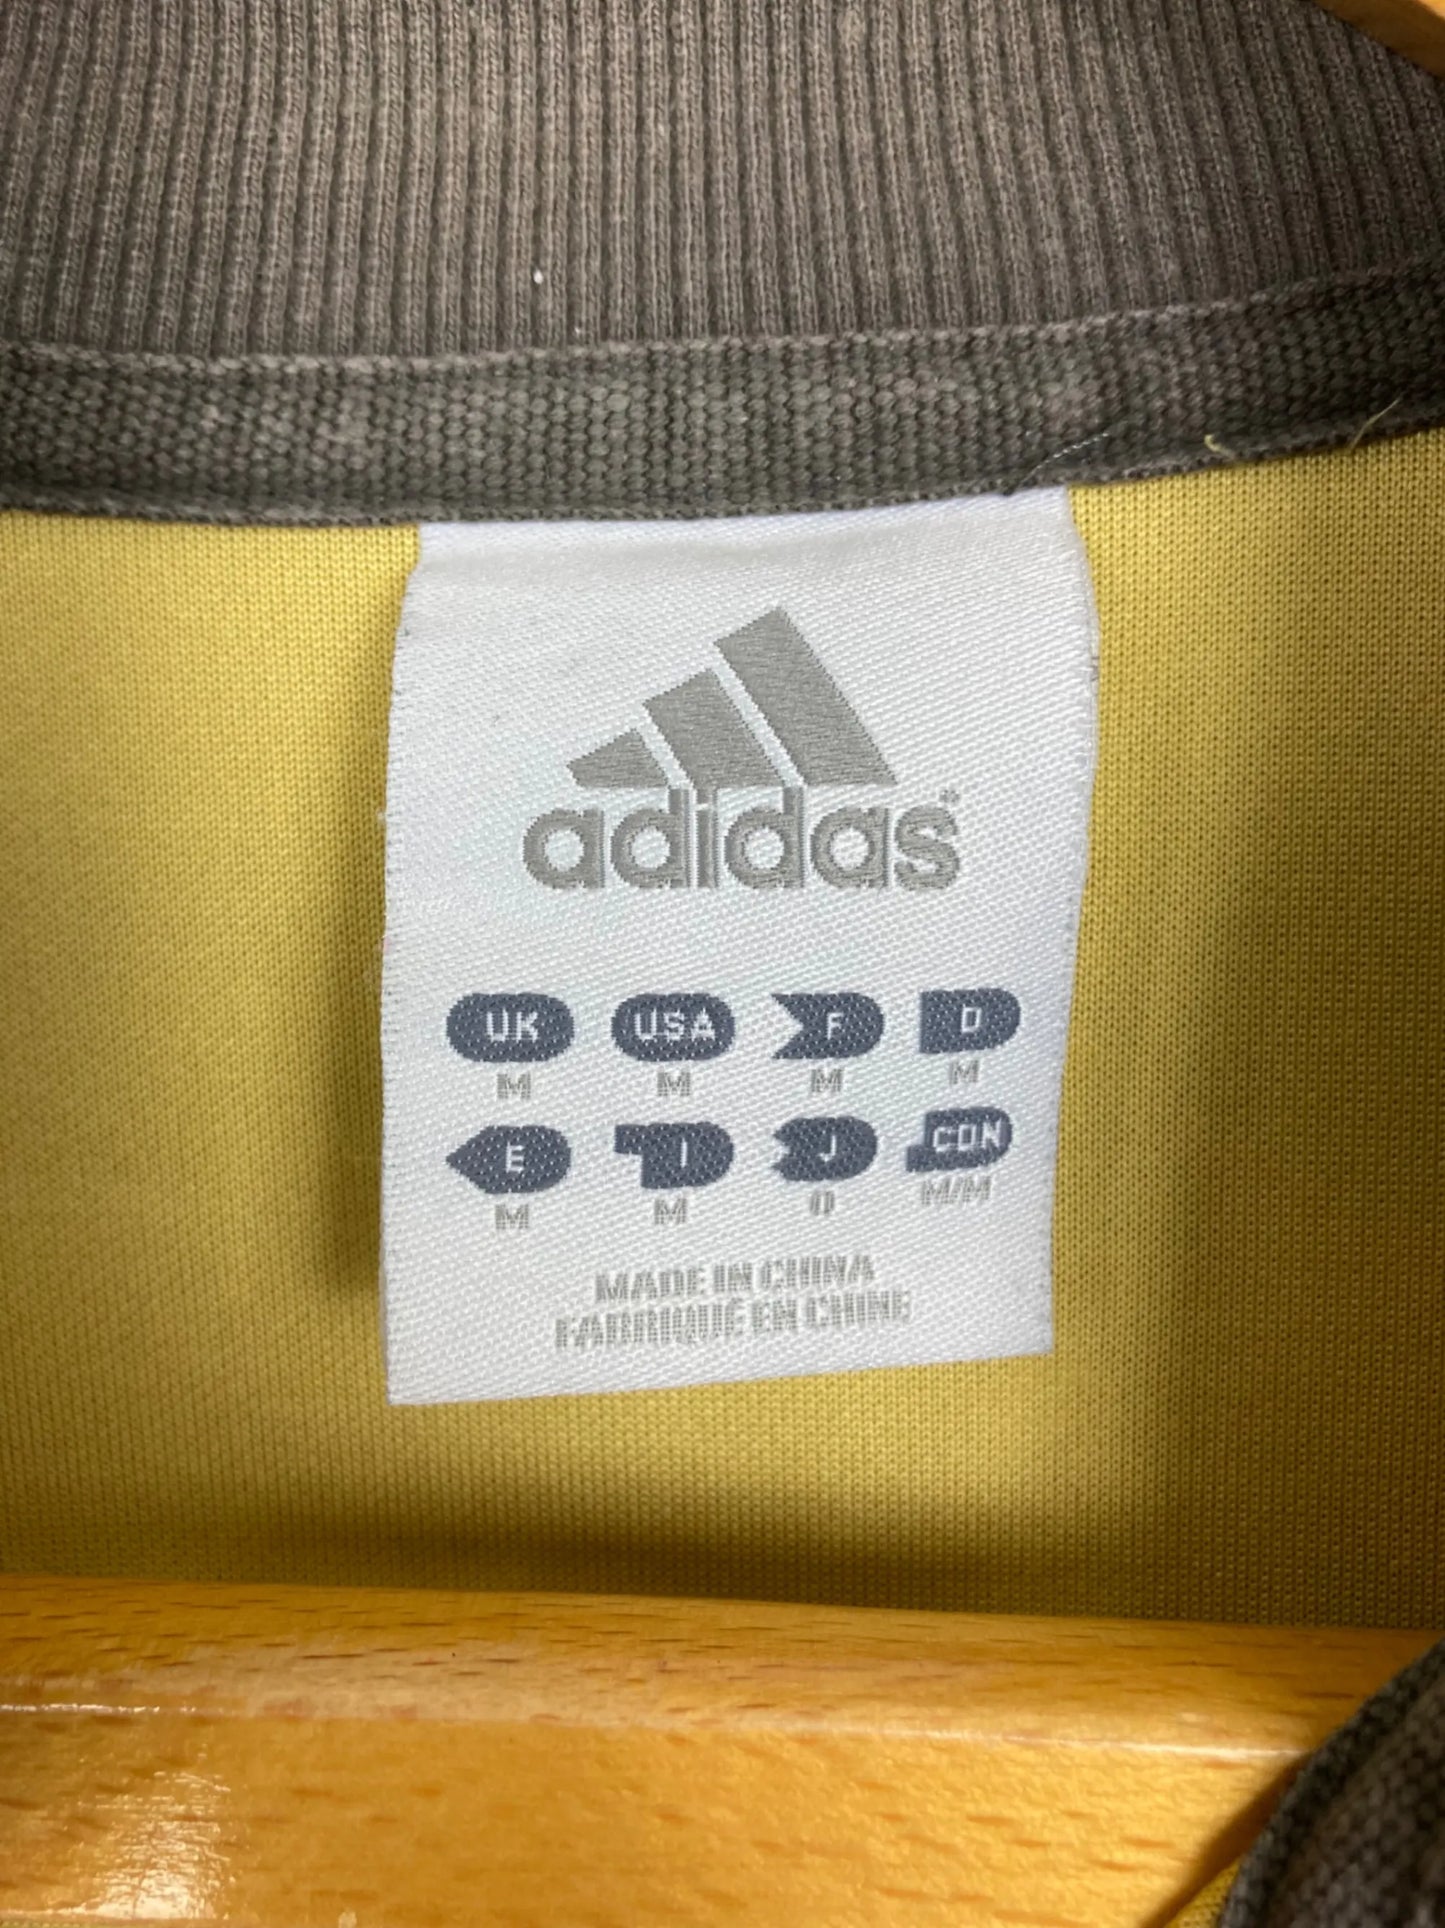 adidas®
UK USA F D
M M M M
E I J CON
M M O M/M
MADE IN CHINA
FABRIQUÉ EN CHINE